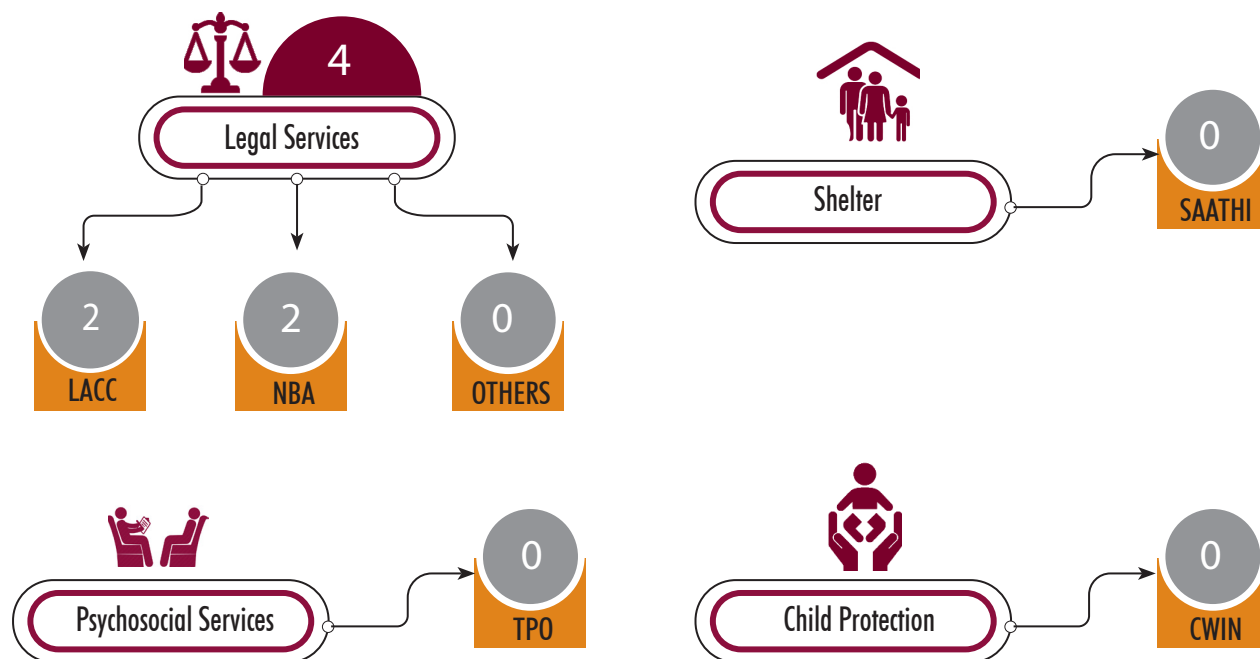 4
Legal Services
2
LACC
2
NBA
0
OTHERS
Shelter
0
SAATHI
Psychosocial Services
0
TPO
Child Protection
0
CWIN